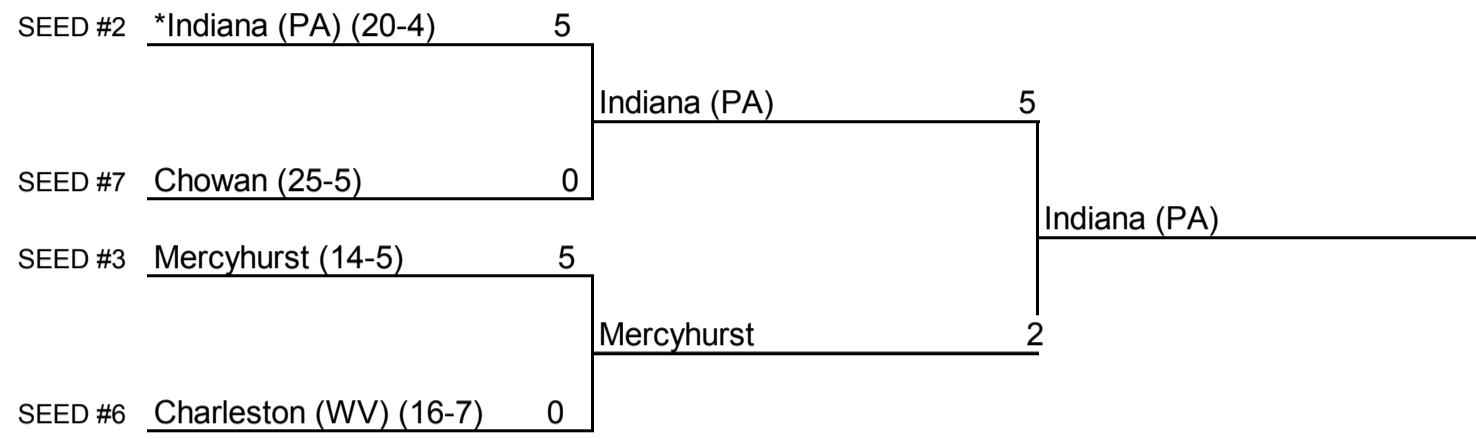 SEED #2 *Indiana (PA) (20-4) 5
Indiana (PA) 5
SEED #7 Chowan (25-5) 0
Indiana (PA)
SEED #3 Mercyhurst (14-5) 5
Mercyhurst 2
SEED #6 Charleston (WV) (16-7) 0